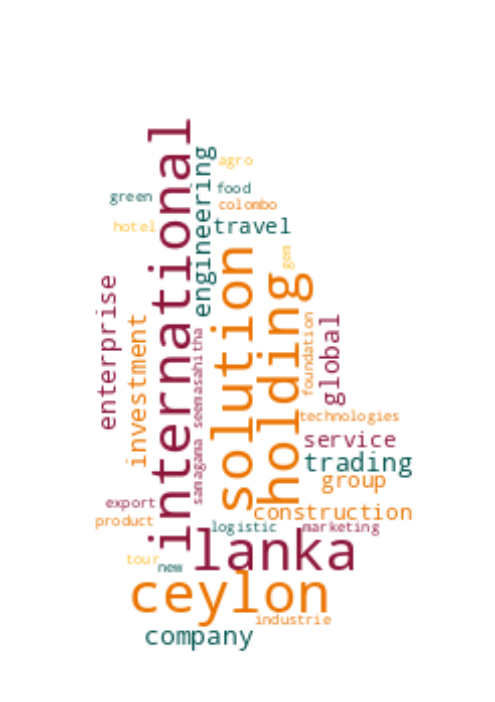 international
engineering
agro
green
food
colombo
hotel
travel
solution
gem
holding
enterprise
investment
seemasahitha
samagama
foundation
global
technologies
service
trading
group
export
product
construction
logistic
marketing
lanka
tour
new
ceylon
industrie
company